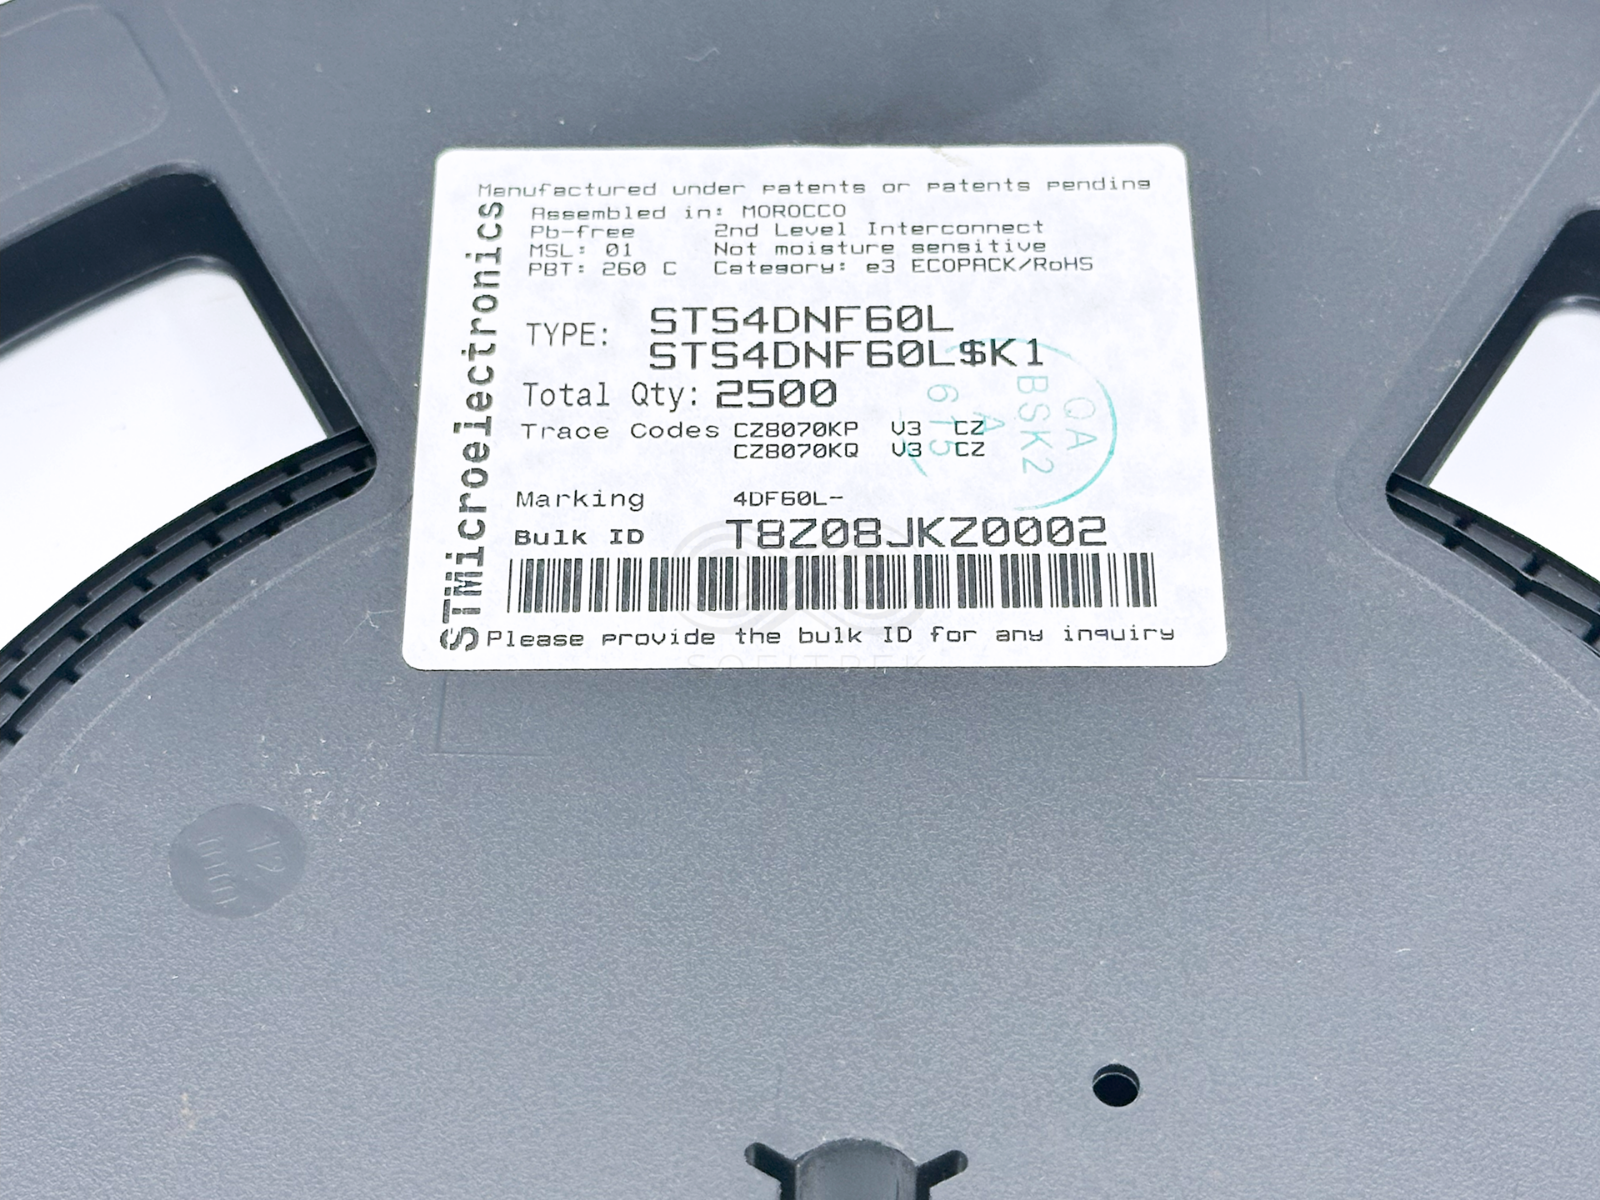 Manufactured under patents or patents pending
Assembled in: MOROCCO
Pb-free 2nd Level Interconnect
MSL: 01 Not moisture sensitive
PBT: 260 C Category: e3 ECOPACK/RoHS
STMicroelectronics
TYPE: STS4DNF60L
STS4DNF60L$K1
Total Qty: 2500
Trace Codes CZ8070KP V3 CZ
CZ8070KQ V3 CZ
QA
BSK2
A
615
Marking 4DF60L-
Bulk ID T8Z08JKZ0002
Please provide the bulk ID for any inquiry
SOFITREK